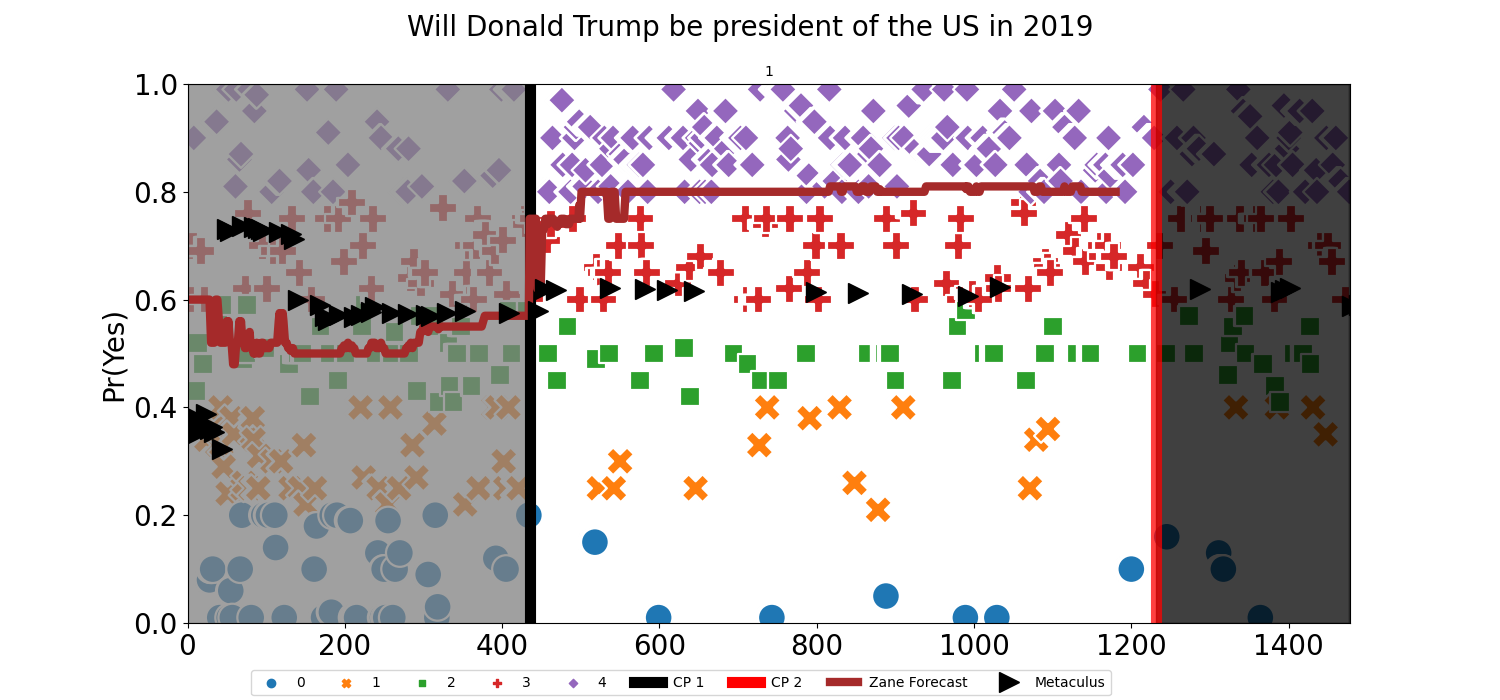 Will Donald Trump be president of the US in 2019
1
1.0
0.8
0.6
0.4
0.2
0.0
Pr(Yes)
0 200 400 600 800 1000 1200 1400
0 1 2 3 4 CP 1 CP 2 Zane Forecast Metaculus